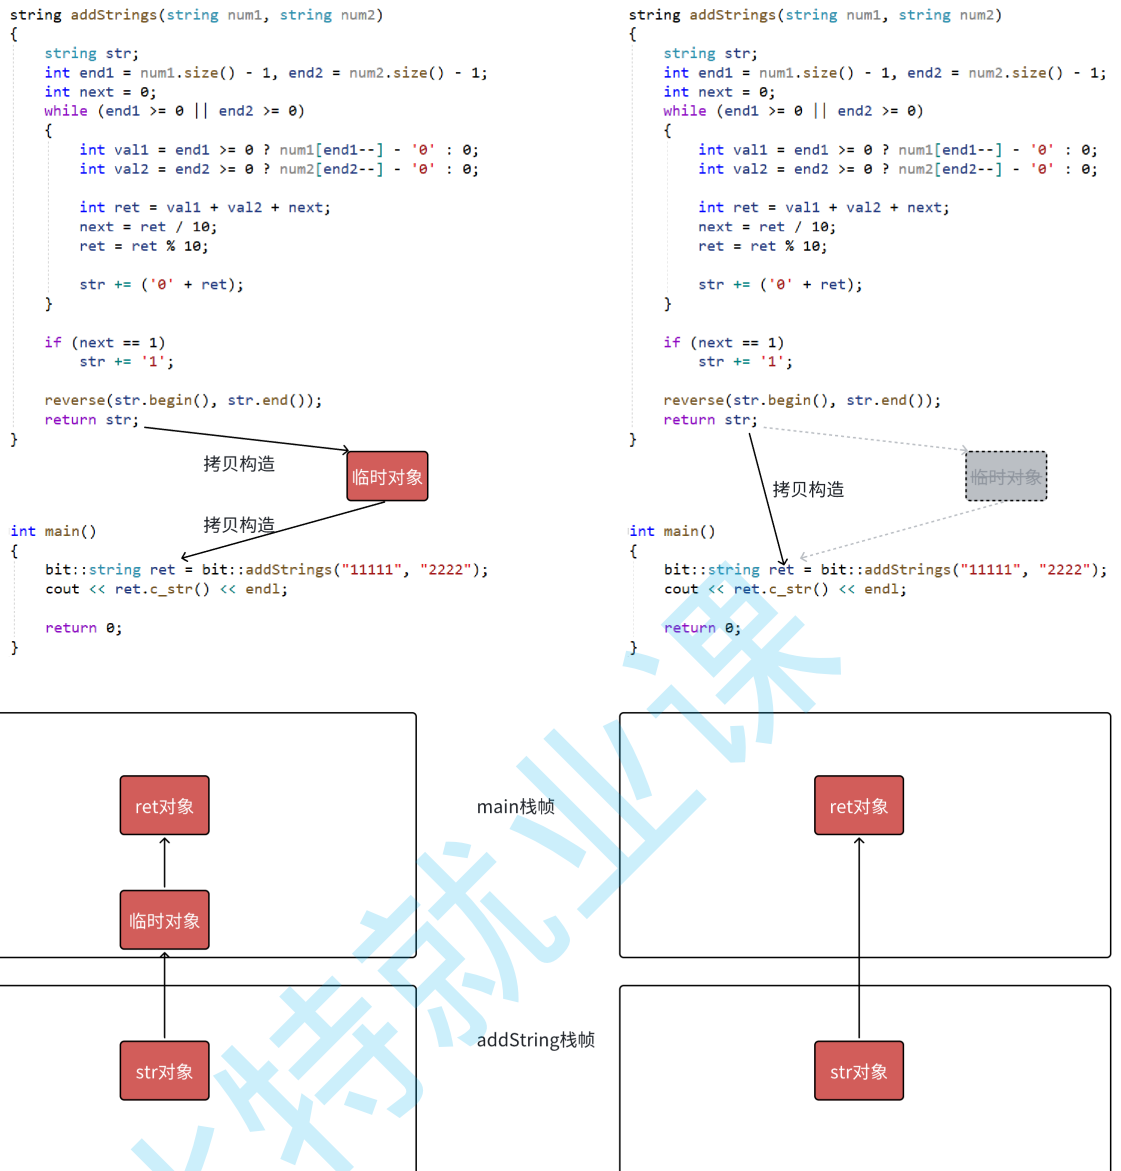 string addStrings(string num1, string num2)
{
string str;
int end1 = num1.size() - 1, end2 = num2.size() - 1;
int next = 0;
while (end1 >= 0 || end2 >= 0)
{
int val1 = end1 >= 0 ? num1[end1--] - '0' : 0;
int val2 = end2 >= 0 ? num2[end2--] - '0' : 0;
int ret = val1 + val2 + next;
next = ret / 10;
ret = ret % 10;
str += ('0' + ret);
}
if (next == 1)
str += '1';
reverse(str.begin(), str.end());
return str;
}
拷贝构造
临时对象
拷贝构造
int main()
{
bit::string ret = bit::addStrings("11111", "2222");
cout << ret.c_str() << endl;
return 0;
}
string addStrings(string num1, string num2)
{
string str;
int end1 = num1.size() - 1, end2 = num2.size() - 1;
int next = 0;
while (end1 >= 0 || end2 >= 0)
{
int val1 = end1 >= 0 ? num1[end1--] - '0' : 0;
int val2 = end2 >= 0 ? num2[end2--] - '0' : 0;
int ret = val1 + val2 + next;
next = ret / 10;
ret = ret % 10;
str += ('0' + ret);
}
if (next == 1)
str += '1';
reverse(str.begin(), str.end());
return str;
}
临时对象
拷贝构造
int main()
{
bit::string ret = bit::addStrings("11111", "2222");
cout << ret.c_str() << endl;
return 0;
}
ret对象
临时对象
str对象
main栈帧
addString栈帧
ret对象
str对象
特就业课